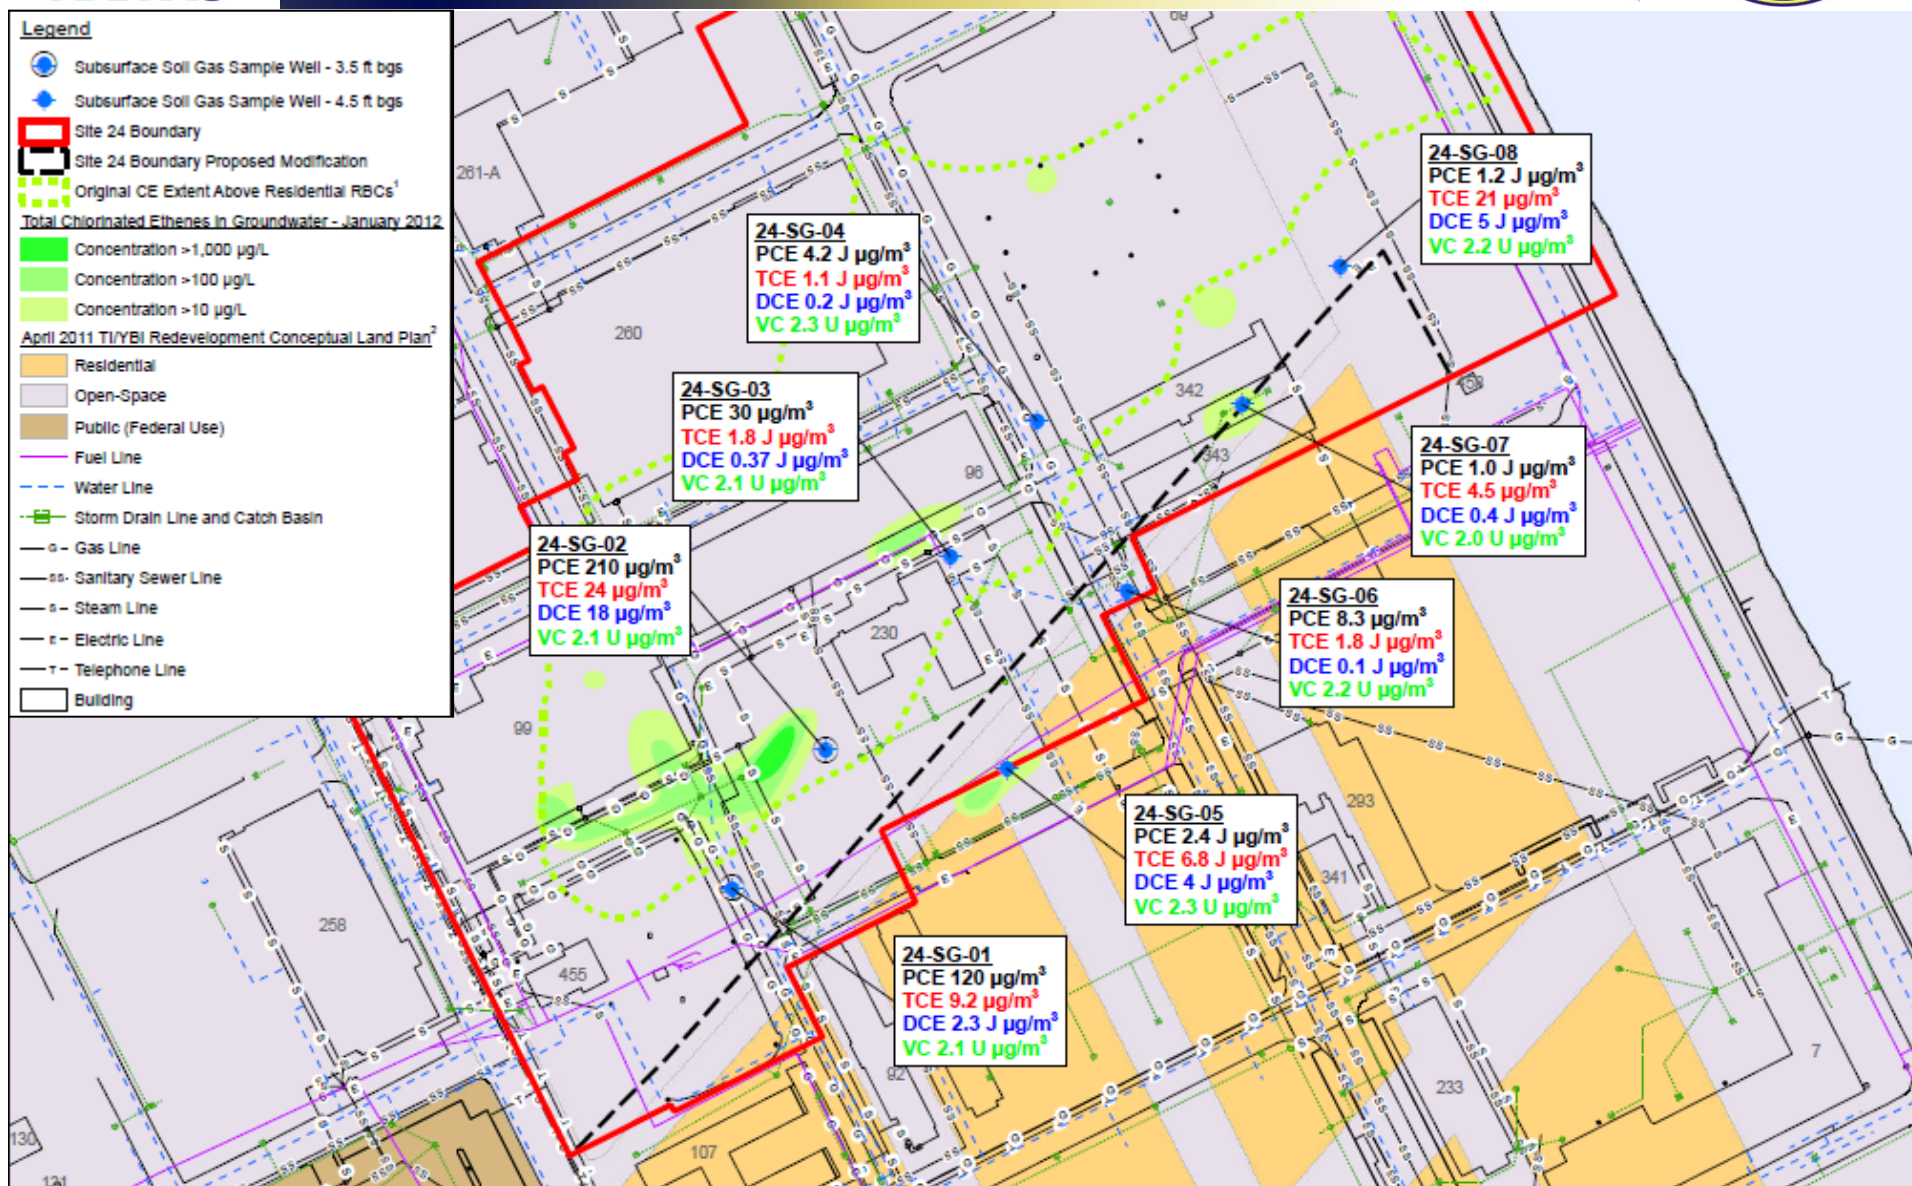 Legend
Subsurface Soil Gas Sample Well - 3.5 ft bgs
Subsurface Soil Gas Sample Well - 4.5 ft bgs
Site 24 Boundary
Site 24 Boundary Proposed Modification
Original CE Extent Above Residential RBCs¹
Total Chlorinated Ethenes in Groundwater - January 2012
Concentration >1,000 µg/L
Concentration >100 µg/L
Concentration >10 µg/L
April 2011 TI/YBI Redevelopment Conceptual Land Plan²
Residential
Open-Space
Public (Federal Use)
Fuel Line
Water Line
Storm Drain Line and Catch Basin
G Gas Line
SS Sanitary Sewer Line
S Steam Line
E Electric Line
T Telephone Line
Building
24-SG-08
PCE 1.2 J µg/m³
TCE 21 µg/m³
DCE 5 J µg/m³
VC 2.2 U µg/m³
24-SG-04
PCE 4.2 J µg/m³
TCE 1.1 J µg/m³
DCE 0.2 J µg/m³
VC 2.3 U µg/m³
24-SG-03
PCE 30 µg/m³
TCE 1.8 J µg/m³
DCE 0.37 J µg/m³
VC 2.1 U µg/m³
24-SG-07
PCE 1.0 J µg/m³
TCE 4.5 µg/m³
DCE 0.4 J µg/m³
VC 2.0 U µg/m³
24-SG-02
PCE 210 µg/m³
TCE 24 µg/m³
DCE 18 µg/m³
VC 2.1 U µg/m³
24-SG-06
PCE 8.3 µg/m³
TCE 1.8 J µg/m³
DCE 0.1 J µg/m³
VC 2.2 U µg/m³
24-SG-05
PCE 2.4 J µg/m³
TCE 6.8 J µg/m³
DCE 4 J µg/m³
VC 2.3 U µg/m³
24-SG-01
PCE 120 µg/m³
TCE 9.2 µg/m³
DCE 2.3 J µg/m³
VC 2.1 U µg/m³
69
261-A
260
342
343
96
230
99
293
341
258
455
92
233
7
107
130